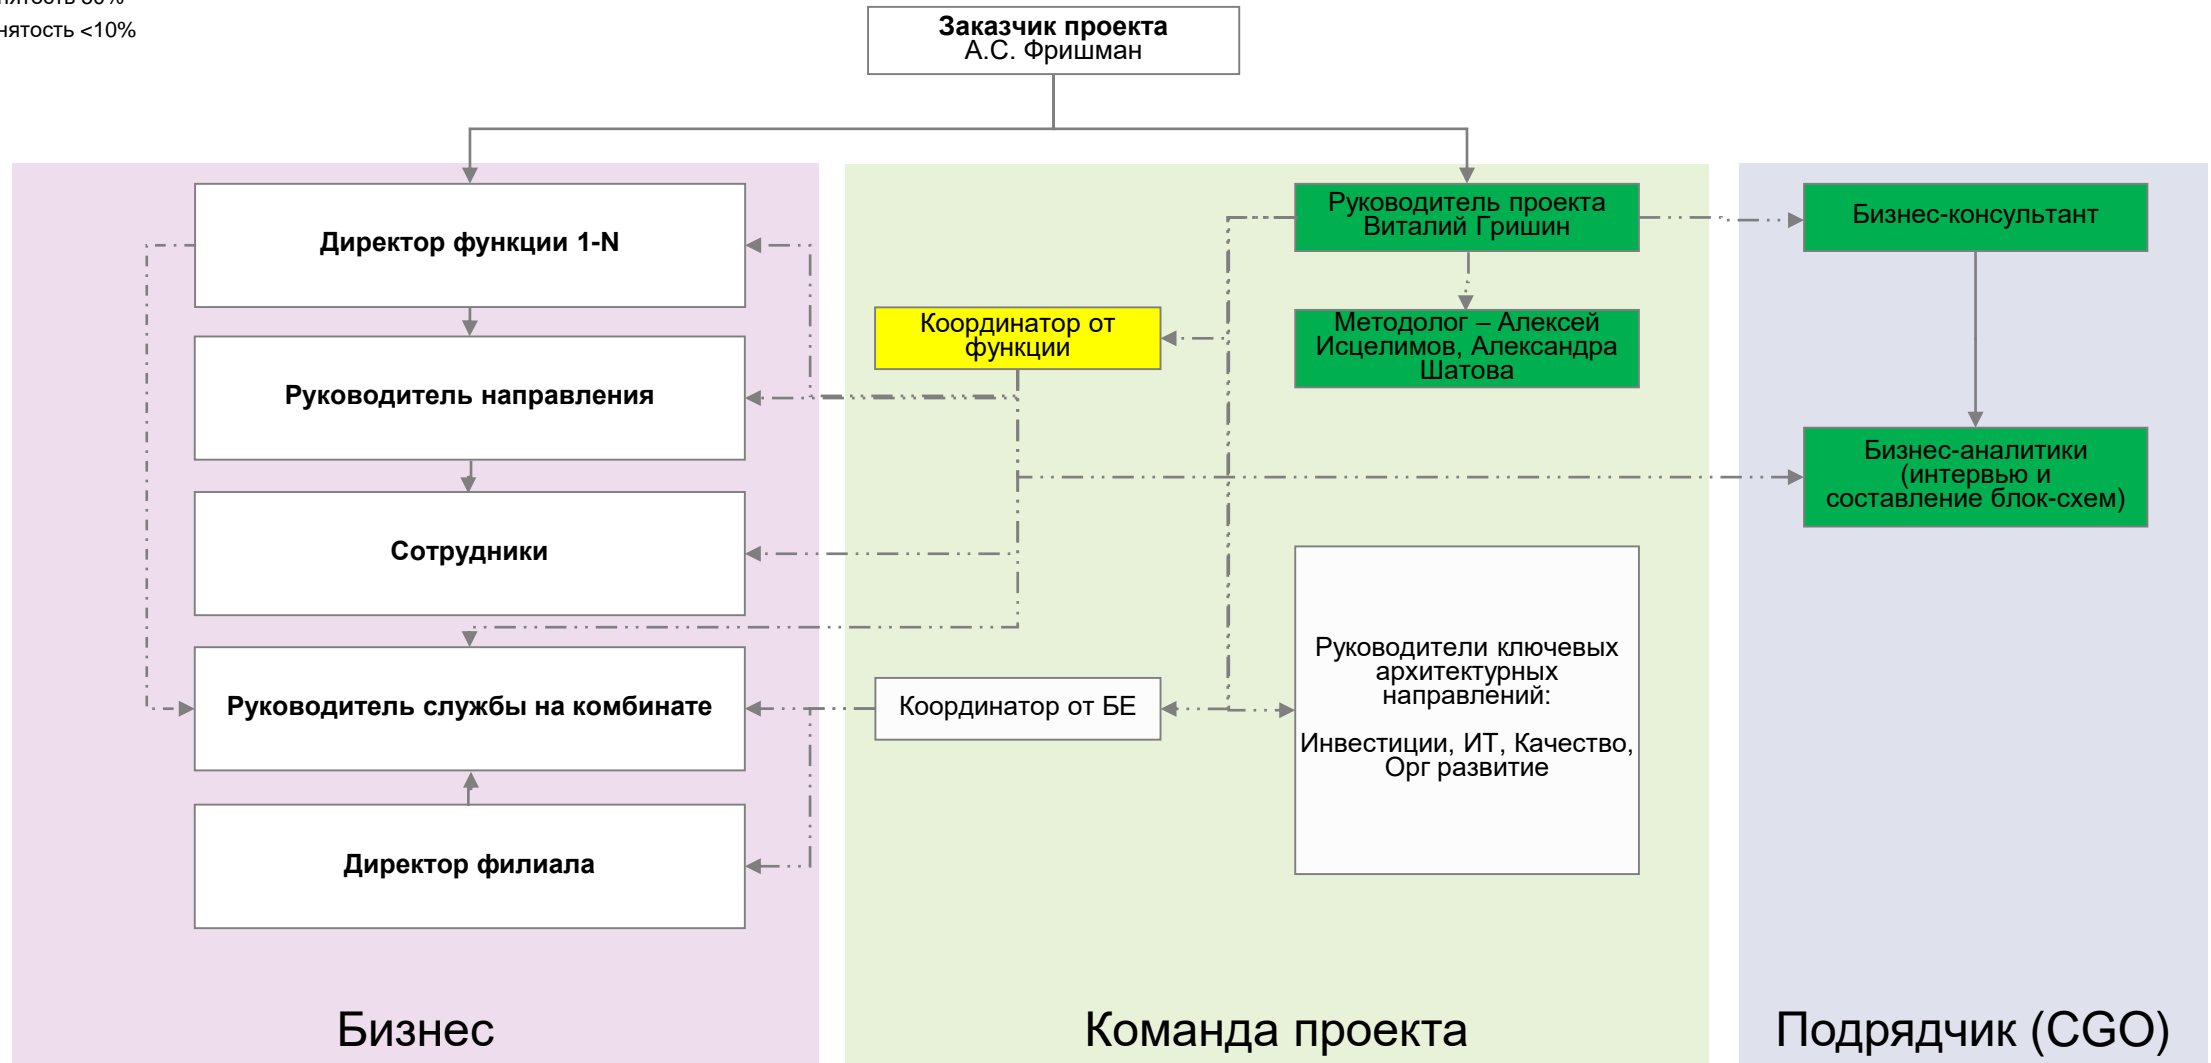 <10%
Заказчик проекта
А.С. Фришман
Директор функции 1-N
Руководитель направления
Сотрудники
Руководитель службы на комбинате
Директор филиала
Бизнес
Руководитель проекта
Виталий Гришин
Координатор от
функции
Методолог – Алексей
Исцелимов, Александра
Шатова
Координатор от БЕ
Руководители ключевых
архитектурных
направлений:
Инвестиции, ИТ, Качество,
Орг развитие
Команда проекта
Бизнес-консультант
Бизнес-аналитики
(интервью и
составление блок-схем)
Подрядчик (CGO)